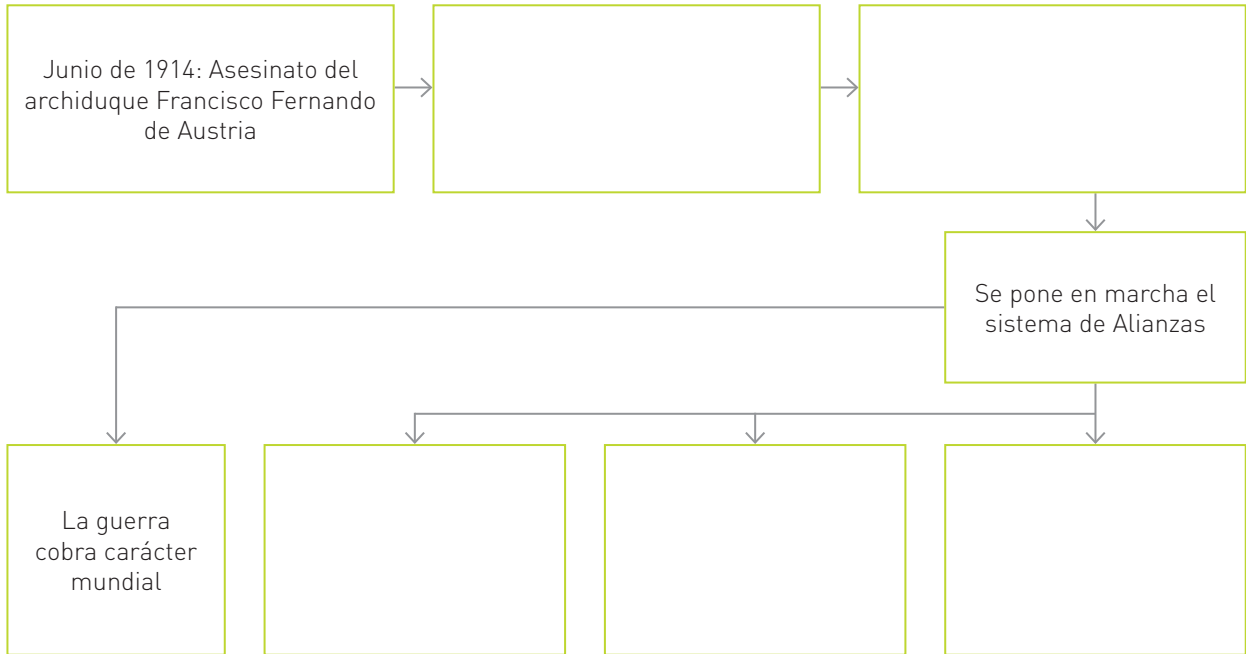 Junio de 1914: Asesinato del
archiduque Francisco Fernando
de Austria
Se pone en marcha el
sistema de Alianzas
La guerra
cobra carácter
mundial